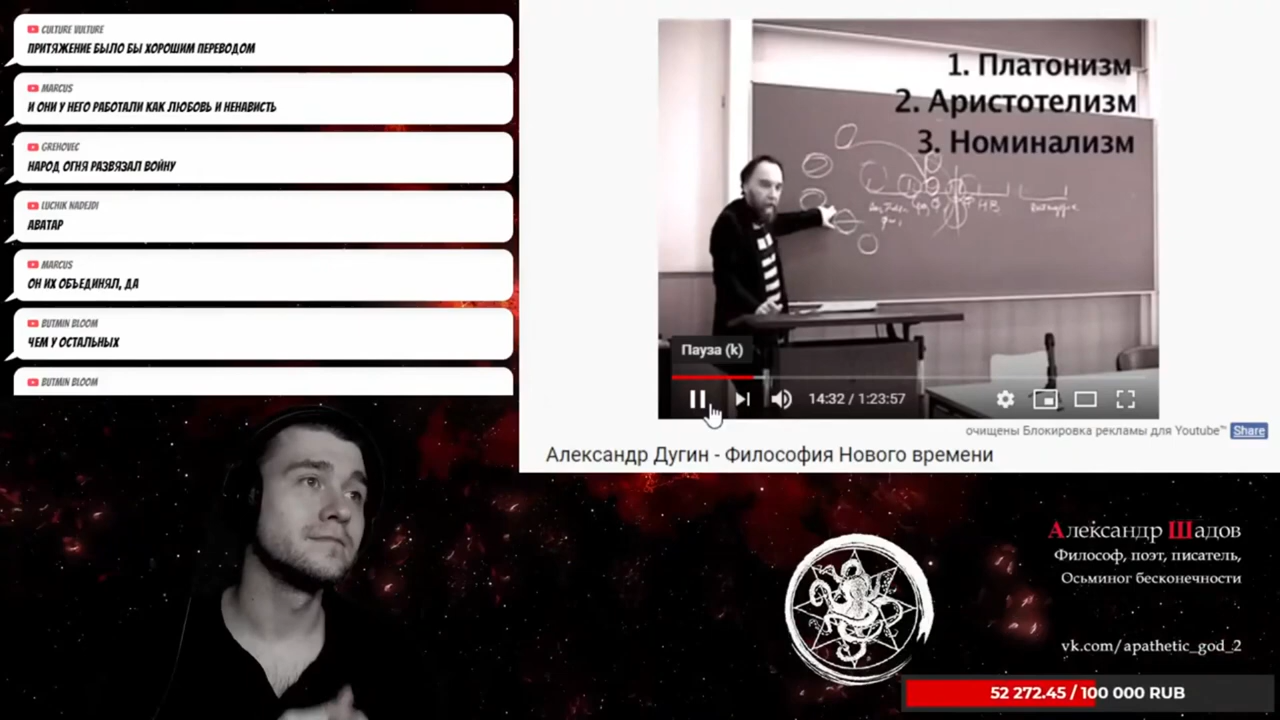 CULTURE VULTURE
ПРИТЯЖЕНИЕ БЫЛО БЫ ХОРОШИМ ПЕРЕВОДОМ
MARCUS
И ОНИ У НЕГО РАБОТАЛИ КАК ЛЮБОВЬ И НЕНАВИСТЬ
GREHOVEC
НАРОД ОГНЯ РАЗВЯЗАЛ ВОЙНУ
LUCHIK NADEJDI
АВАТАР
MARCUS
ОН ИХ ОБЪЕДИНЯЛ, ДА
BUTMIN BLOOM
ЧЕМ У ОСТАЛЬНЫХ
BUTMIN BLOOM
1. Платонизм
2. Аристотелизм
3. Номинализм
Пауза (k)
14:32 / 1:23:57
очищены Блокировка рекламы для Youtube™ Share
Александр Дугин - Философия Нового времени
Александр Шадов
Философ, поэт, писатель,
Осьминог бесконечности
vk.com/apathetic_god_2
52 272.45 / 100 000 RUB